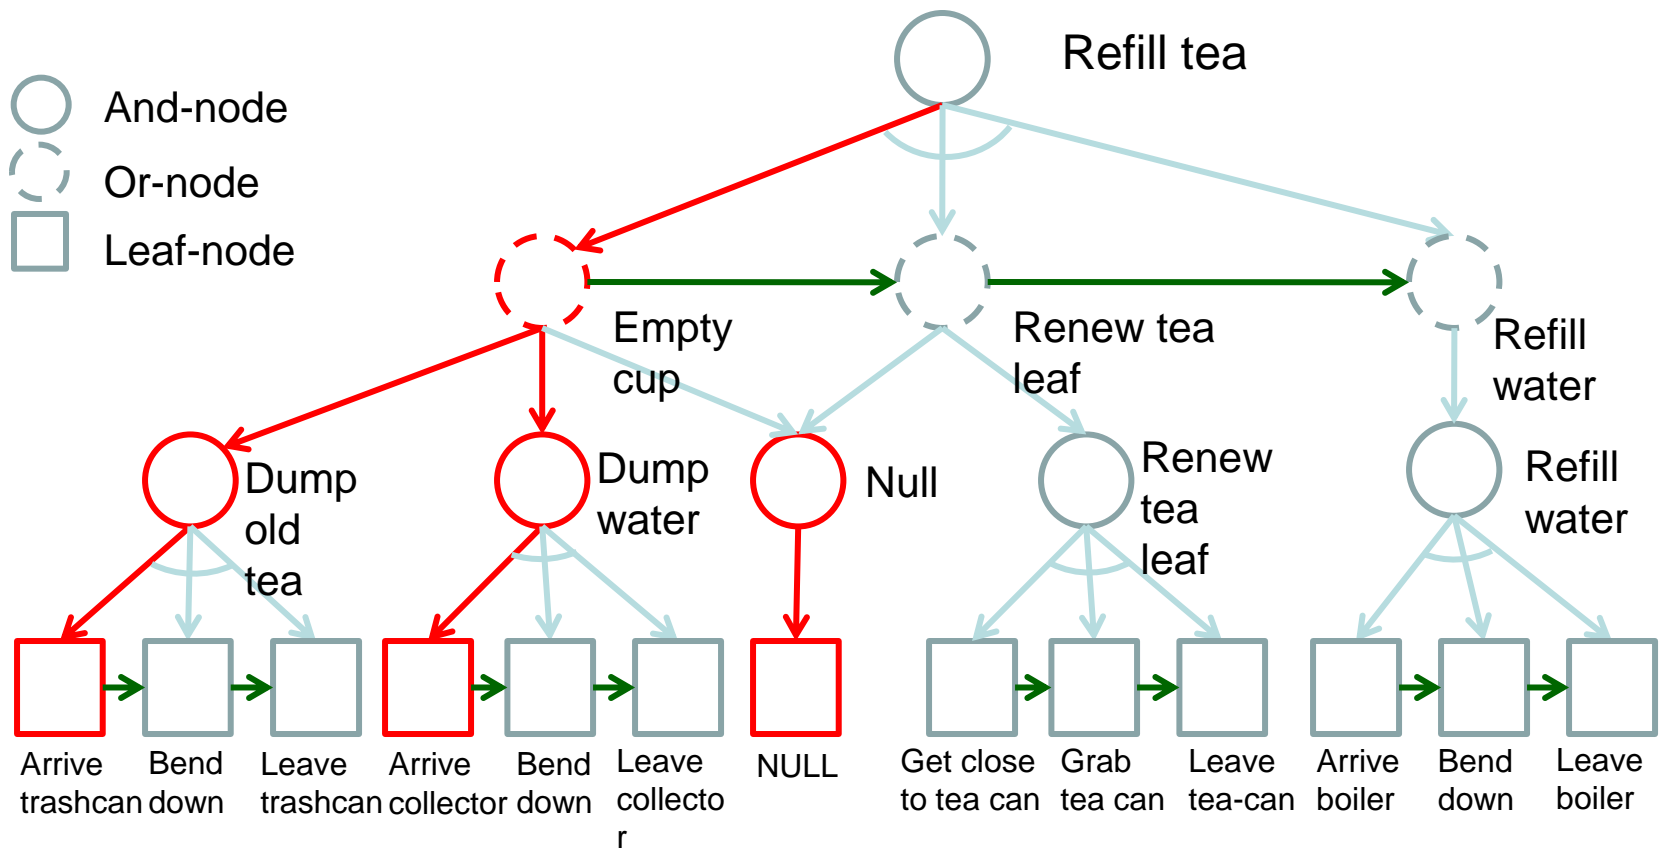 Refill tea
And-node
Or-node
Leaf-node
Empty
cup
Renew tea
leaf
Refill
water
Dump
old
tea
Dump
water
Null
Renew
tea
leaf
Refill
water
Arrive
trashcan
Bend
down
Leave
trashcan
Arrive
collector
Bend
down
Leave
collecto
r
NULL
Get close
to tea can
Grab
tea can
Leave
tea-can
Arrive
boiler
Bend
down
Leave
boiler